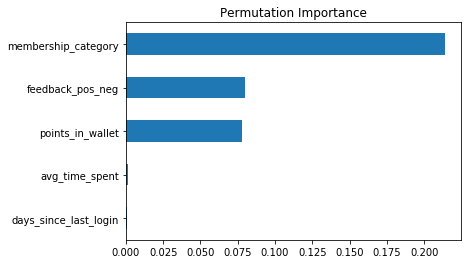 Permutation Importance
membership_category
feedback_pos_neg
points_in_wallet
avg_time_spent
days_since_last_login
0.000 0.025 0.050 0.075 0.100 0.125 0.150 0.175 0.200